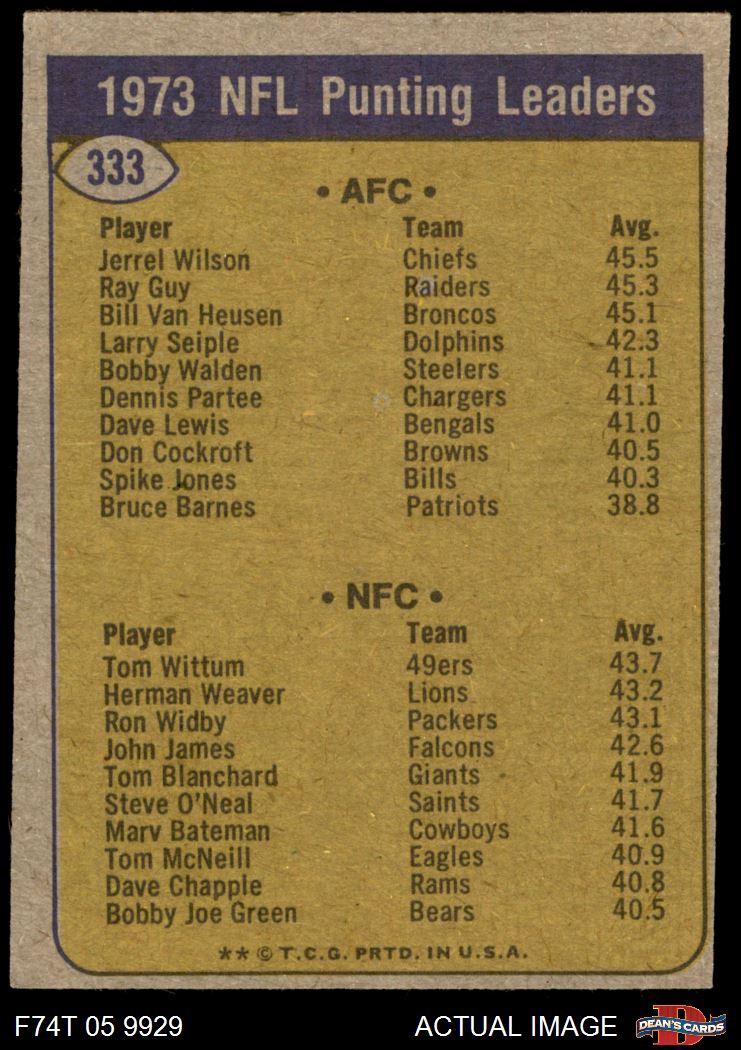 1973 NFL Punting Leaders
333
• AFC •
Player Team Avg.
Jerrel Wilson Chiefs 45.5
Ray Guy Raiders 45.3
Bill Van Heusen Broncos 45.1
Larry Seiple Dolphins 42.3
Bobby Walden Steelers 41.1
Dennis Partee Chargers 41.1
Dave Lewis Bengals 41.0
Don Cockroft Browns 40.5
Spike Jones Bills 40.3
Bruce Barnes Patriots 38.8
• NFC •
Player Team Avg.
Tom Wittum 49ers 43.7
Herman Weaver Lions 43.2
Ron Widby Packers 43.1
John James Falcons 42.6
Tom Blanchard Giants 41.9
Steve O'Neal Saints 41.7
Marv Bateman Cowboys 41.6
Tom McNeill Eagles 40.9
Dave Chapple Rams 40.8
Bobby Joe Green Bears 40.5
** © T.C.G. PRTD. IN U.S.A.
F74T 05 9929 ACTUAL IMAGE D DEAN'S CARDS